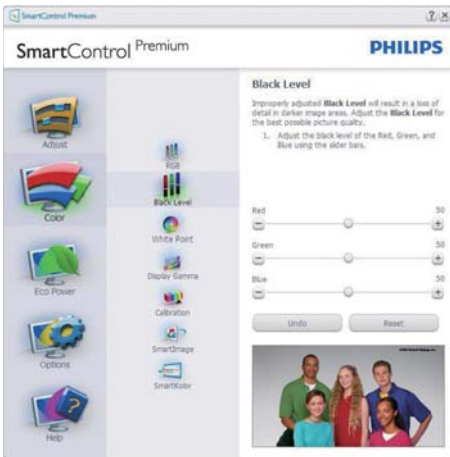 SmartControl Premium
SmartControl Premium
PHILIPS
Adjust
Color
Eco Power
Options
Help
RGB
Black Level
White Point
Display Gamma
Calibration
SmartImage
SmartKolor
Black Level
Improperly adjusted Black Level will result in a loss of
detail in darker image areas. Adjust the Black Level for
the best possible picture quality.
1. Adjust the black level of the Red, Green, and
Blue using the slider bars.
Red 50
Green 50
Blue 50
Undo Reset